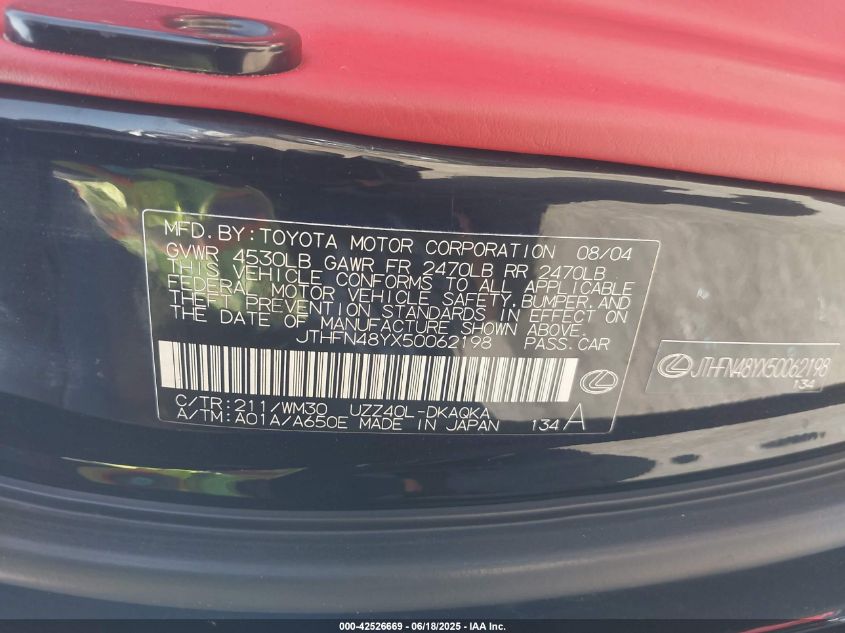 MFD. BY: TOYOTA MOTOR CORPORATION 08/04
GVWR 4530LB GAWR FR 2470LB RR 2470LB
THIS VEHICLE CONFORMS TO ALL APPLICABLE
FEDERAL MOTOR VEHICLE SAFETY, BUMPER, AND
THEFT PREVENTION STANDARDS IN EFFECT ON
THE DATE OF MANUFACTURE SHOWN ABOVE.
JTHFN48YX50062198 PASS. CAR
C/TR: 211/WM30 UZZ40L-DKAQKA
A/TM: A01A/A650E MADE IN JAPAN 134 A
JTHFN48YX50062198
134
000-42526669 - 06/18/2025 - IAA Inc.